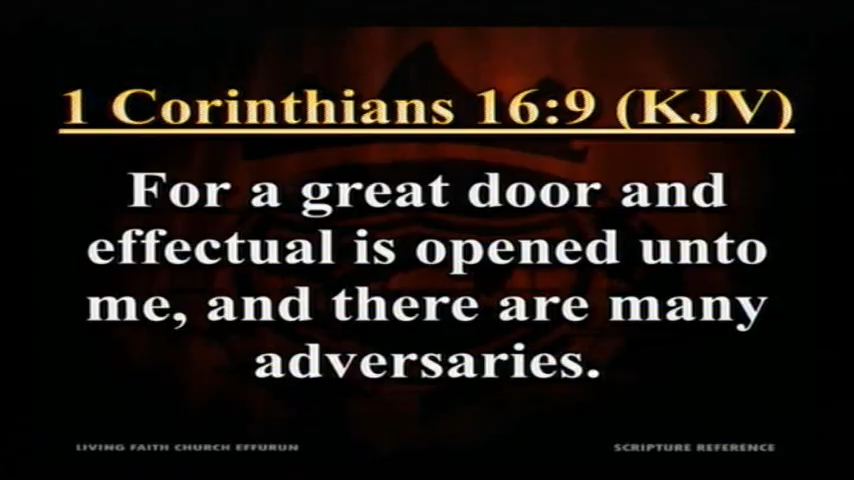 1 Corinthians 16:9 (KJV)
For a great door and
effectual is opened unto
me, and there are many
adversaries.
LIVING FAITH CHURCH EFFURUN
SCRIPTURE REFERENCE